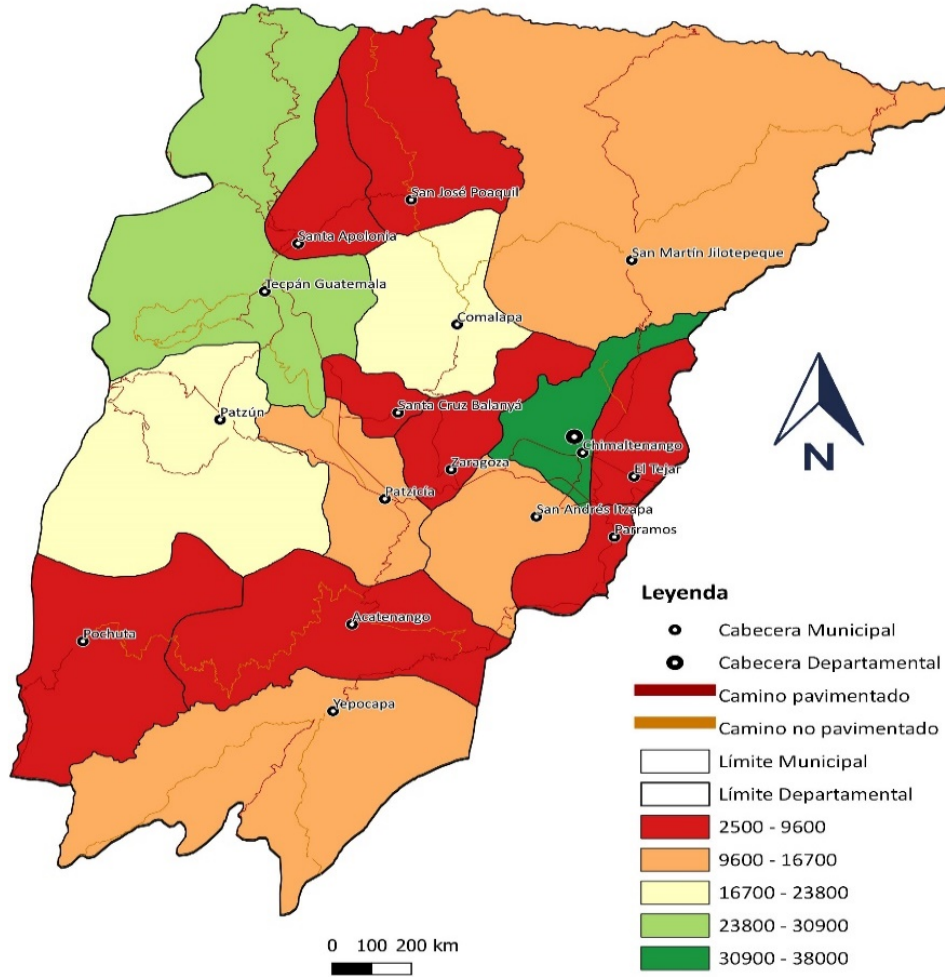 San José Poaquil
Santa Apolonia
San Martín Jilotepeque
Tecpán Guatemala
Comalapa
Santa Cruz Balanyá
Patzún
Chimaltenango
Zaragoza
El Tejar
Patzicía
San Andrés Itzapa
Parramos
N
Acatenango
Pochuta
Yepocapa
Leyenda
Cabecera Municipal
Cabecera Departamental
Camino pavimentado
Camino no pavimentado
Límite Municipal
Límite Departamental
2500 - 9600
9600 - 16700
16700 - 23800
23800 - 30900
30900 - 38000
0 100 200 km